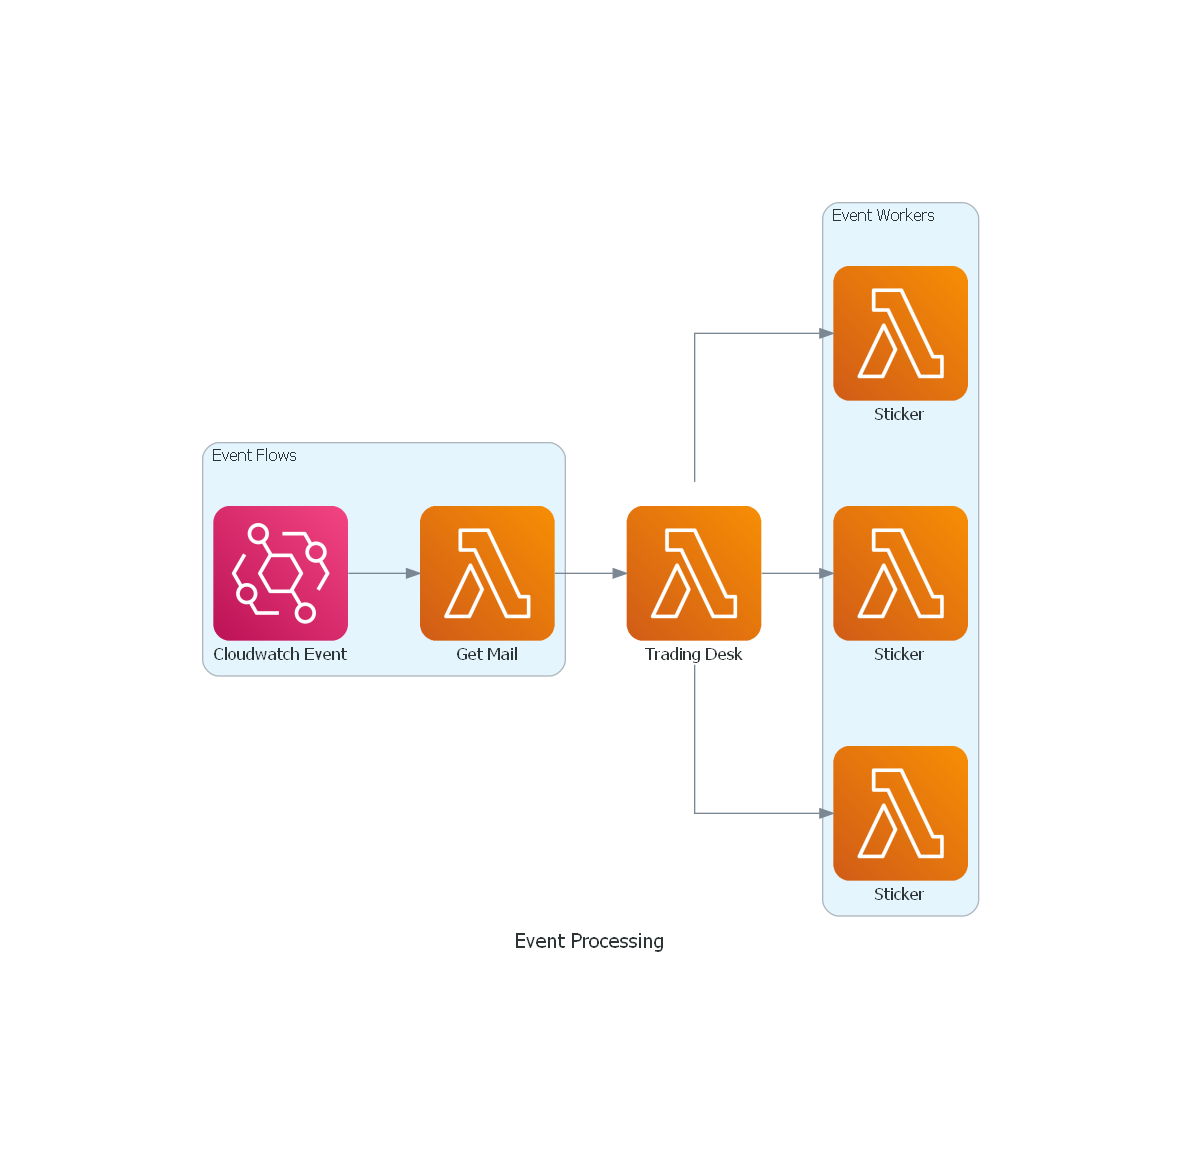 Event Workers
Sticker
Event Flows
Cloudwatch Event
Get Mail
Trading Desk
Sticker
Sticker
Event Processing